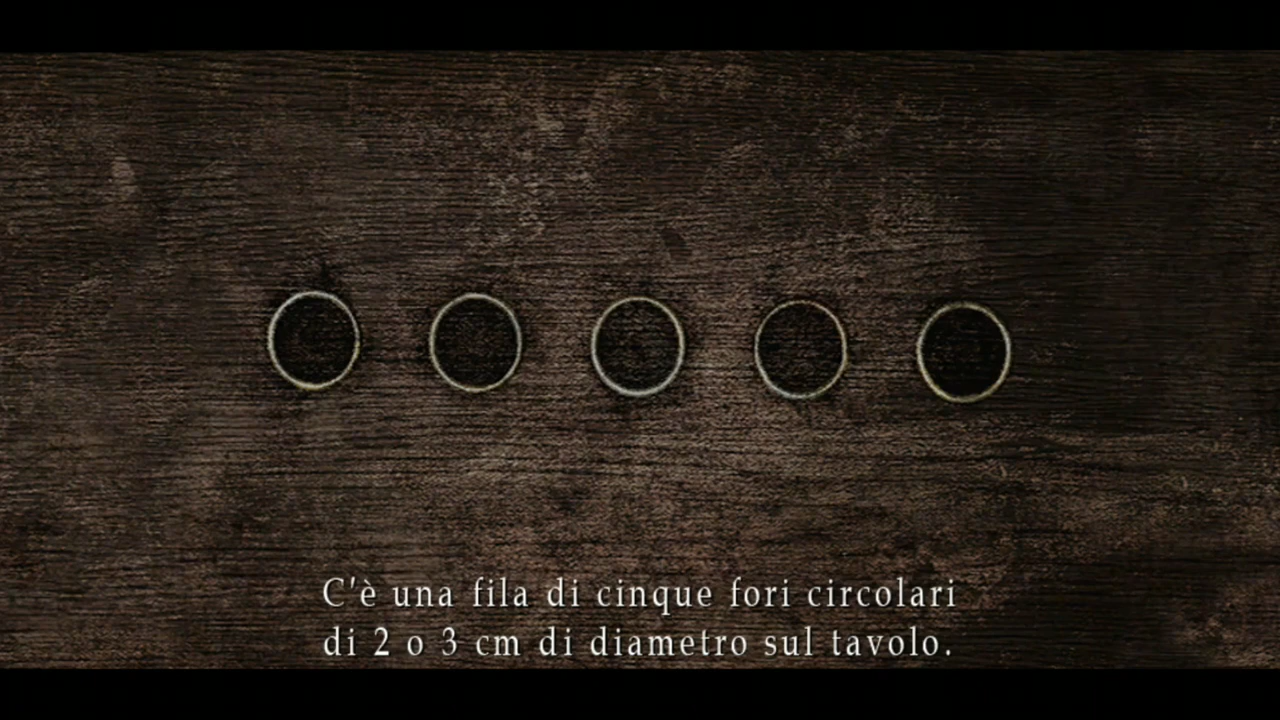 C'è una fila di cinque fori circolari
di 2 o 3 cm di diametro sul tavolo.